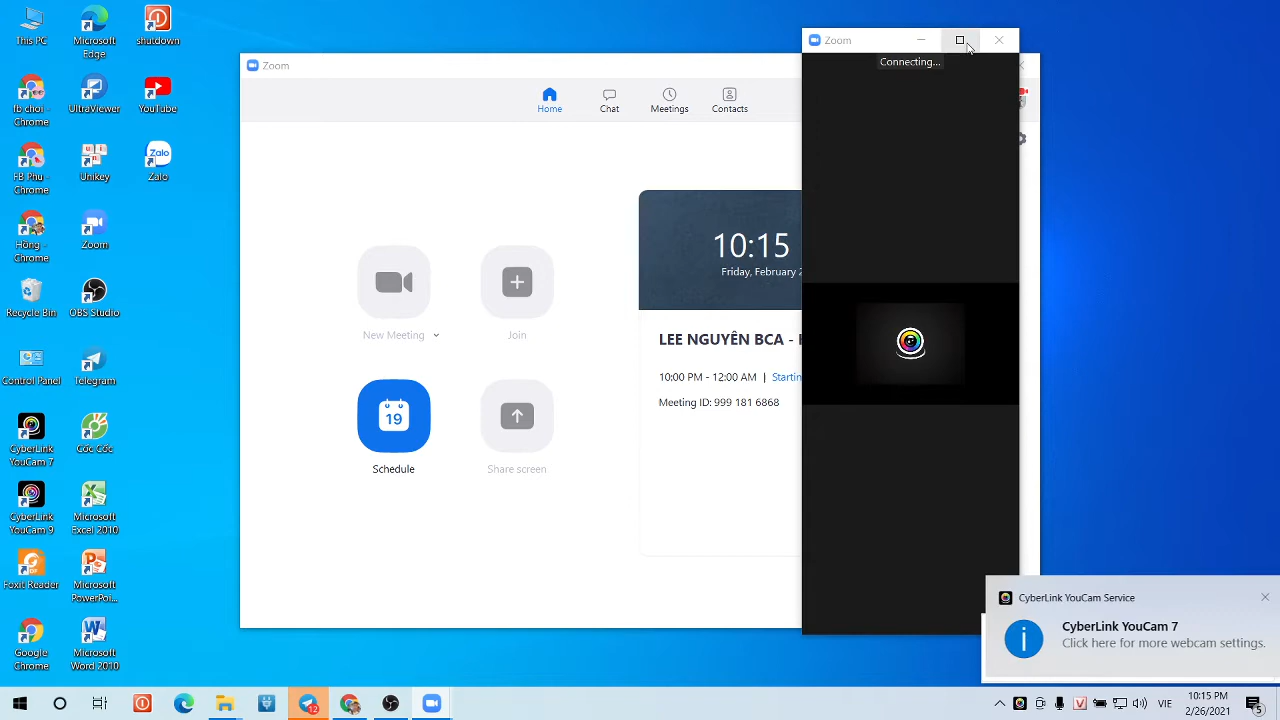 This PC
Microsoft
Edge
shutdown
fb chơi -
Chrome
UltraViewer
YouTube
FB Phụ -
Chrome
Unikey
Zalo
Zalo
Hồng -
Chrome
Zoom
Recycle Bin
OBS Studio
Control Panel
Telegram
CyberLink
YouCam 7
Cốc Cốc
CyberLink
YouCam 9
Microsoft
Excel 2010
Foxit Reader
Microsoft
PowerPoi...
Google
Chrome
Microsoft
Word 2010
Zoom
Home
Chat
Meetings
Contacts
New Meeting
Join
19
Schedule
Share screen
10:15
Friday, February 2
LEE NGUYÊN BCA -
10:00 PM - 12:00 AM | Startin
Meeting ID: 999 181 6868
Zoom
Connecting...
CyberLink YouCam Service
CyberLink YouCam 7
Click here for more webcam settings.
12
VIE
10:15 PM
2/26/2021
5